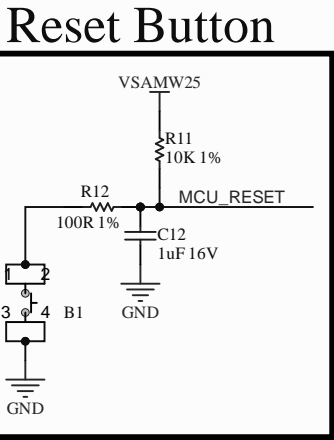 Reset Button
VSAMW25
R11
10K 1%
R12
100R 1%
MCU_RESET
C12
1uF 16V
GND
1 2
3 4 B1
GND